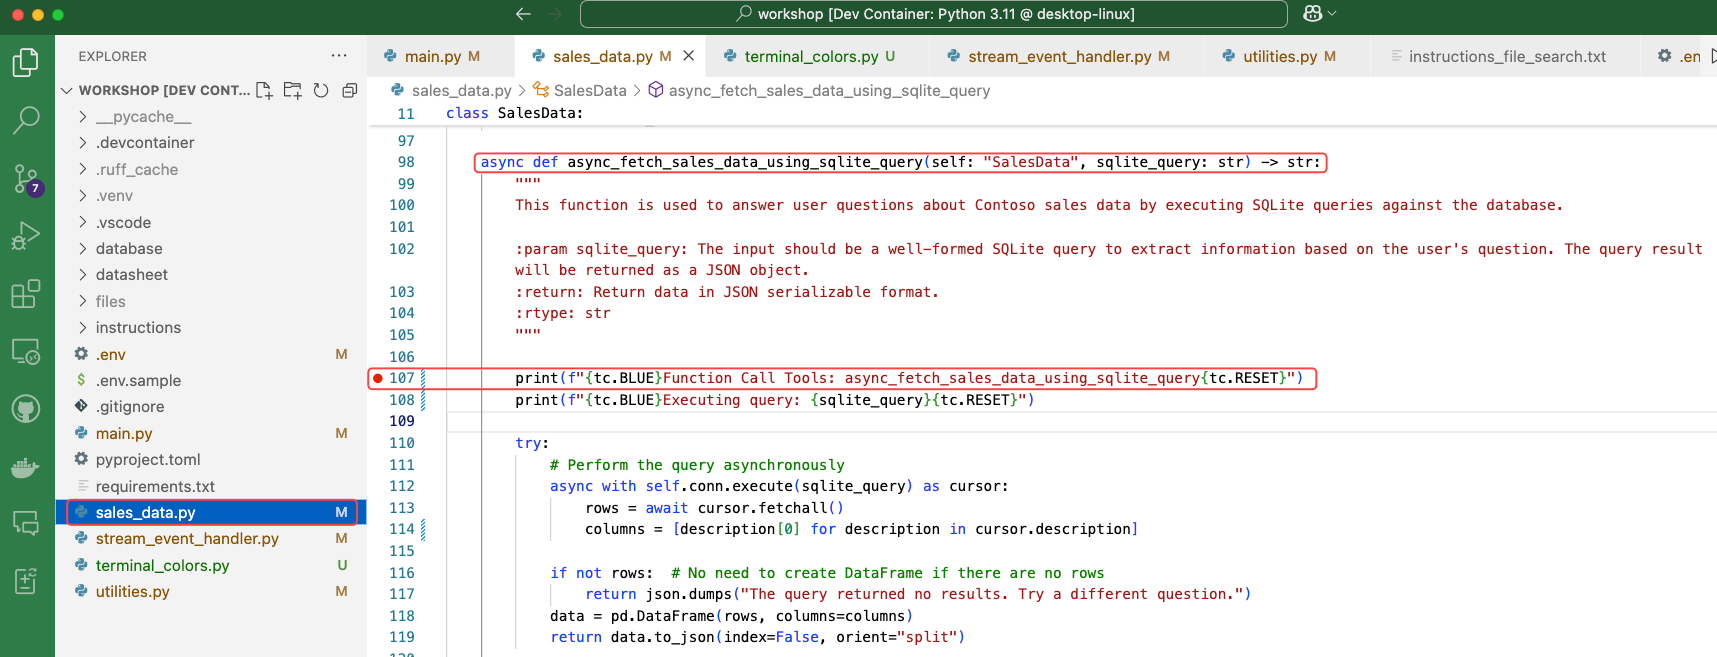 workshop [Dev Container: Python 3.11 @ desktop-linux]
EXPLORER
WORKSHOP [DEV CONT...
__pycache__
.devcontainer
.ruff_cache
.venv
.vscode
database
datasheet
files
instructions
.env M
.env.sample
.gitignore
main.py M
pyproject.toml
requirements.txt
sales_data.py M
stream_event_handler.py M
terminal_colors.py U
utilities.py M
7
main.py M
sales_data.py M
terminal_colors.py U
stream_event_handler.py M
utilities.py M
instructions_file_search.txt
.en
sales_data.py > SalesData > async_fetch_sales_data_using_sqlite_query
11 class SalesData:
97
98 async def async_fetch_sales_data_using_sqlite_query(self: "SalesData", sqlite_query: str) -> str:
99 """
100 This function is used to answer user questions about Contoso sales data by executing SQLite queries against the database.
101
102 :param sqlite_query: The input should be a well-formed SQLite query to extract information based on the user's question. The query result
will be returned as a JSON object.
103 :return: Return data in JSON serializable format.
104 :rtype: str
105 """
106
107 print(f"{tc.BLUE}Function Call Tools: async_fetch_sales_data_using_sqlite_query{tc.RESET}")
108 print(f"{tc.BLUE}Executing query: {sqlite_query}{tc.RESET}")
109
110 try:
111 # Perform the query asynchronously
112 async with self.conn.execute(sqlite_query) as cursor:
113 rows = await cursor.fetchall()
114 columns = [description[0] for description in cursor.description]
115
116 if not rows: # No need to create DataFrame if there are no rows
117 return json.dumps("The query returned no results. Try a different question.")
118 data = pd.DataFrame(rows, columns=columns)
119 return data.to_json(index=False, orient="split")